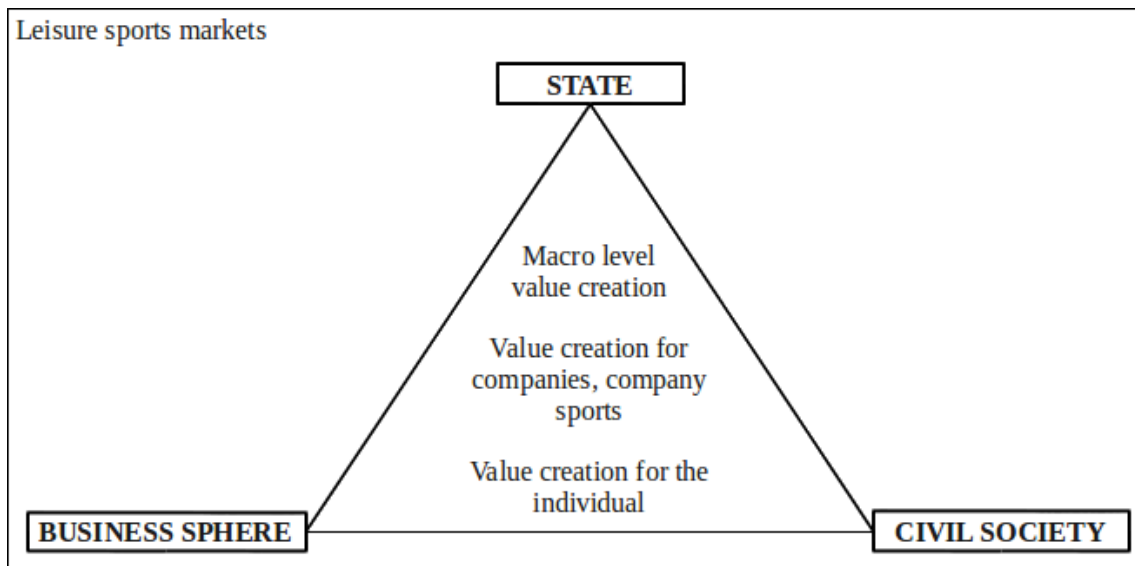 Leisure sports markets
STATE
Macro level
value creation
Value creation for
companies, company
sports
Value creation for the
individual
BUSINESS SPHERE
CIVIL SOCIETY